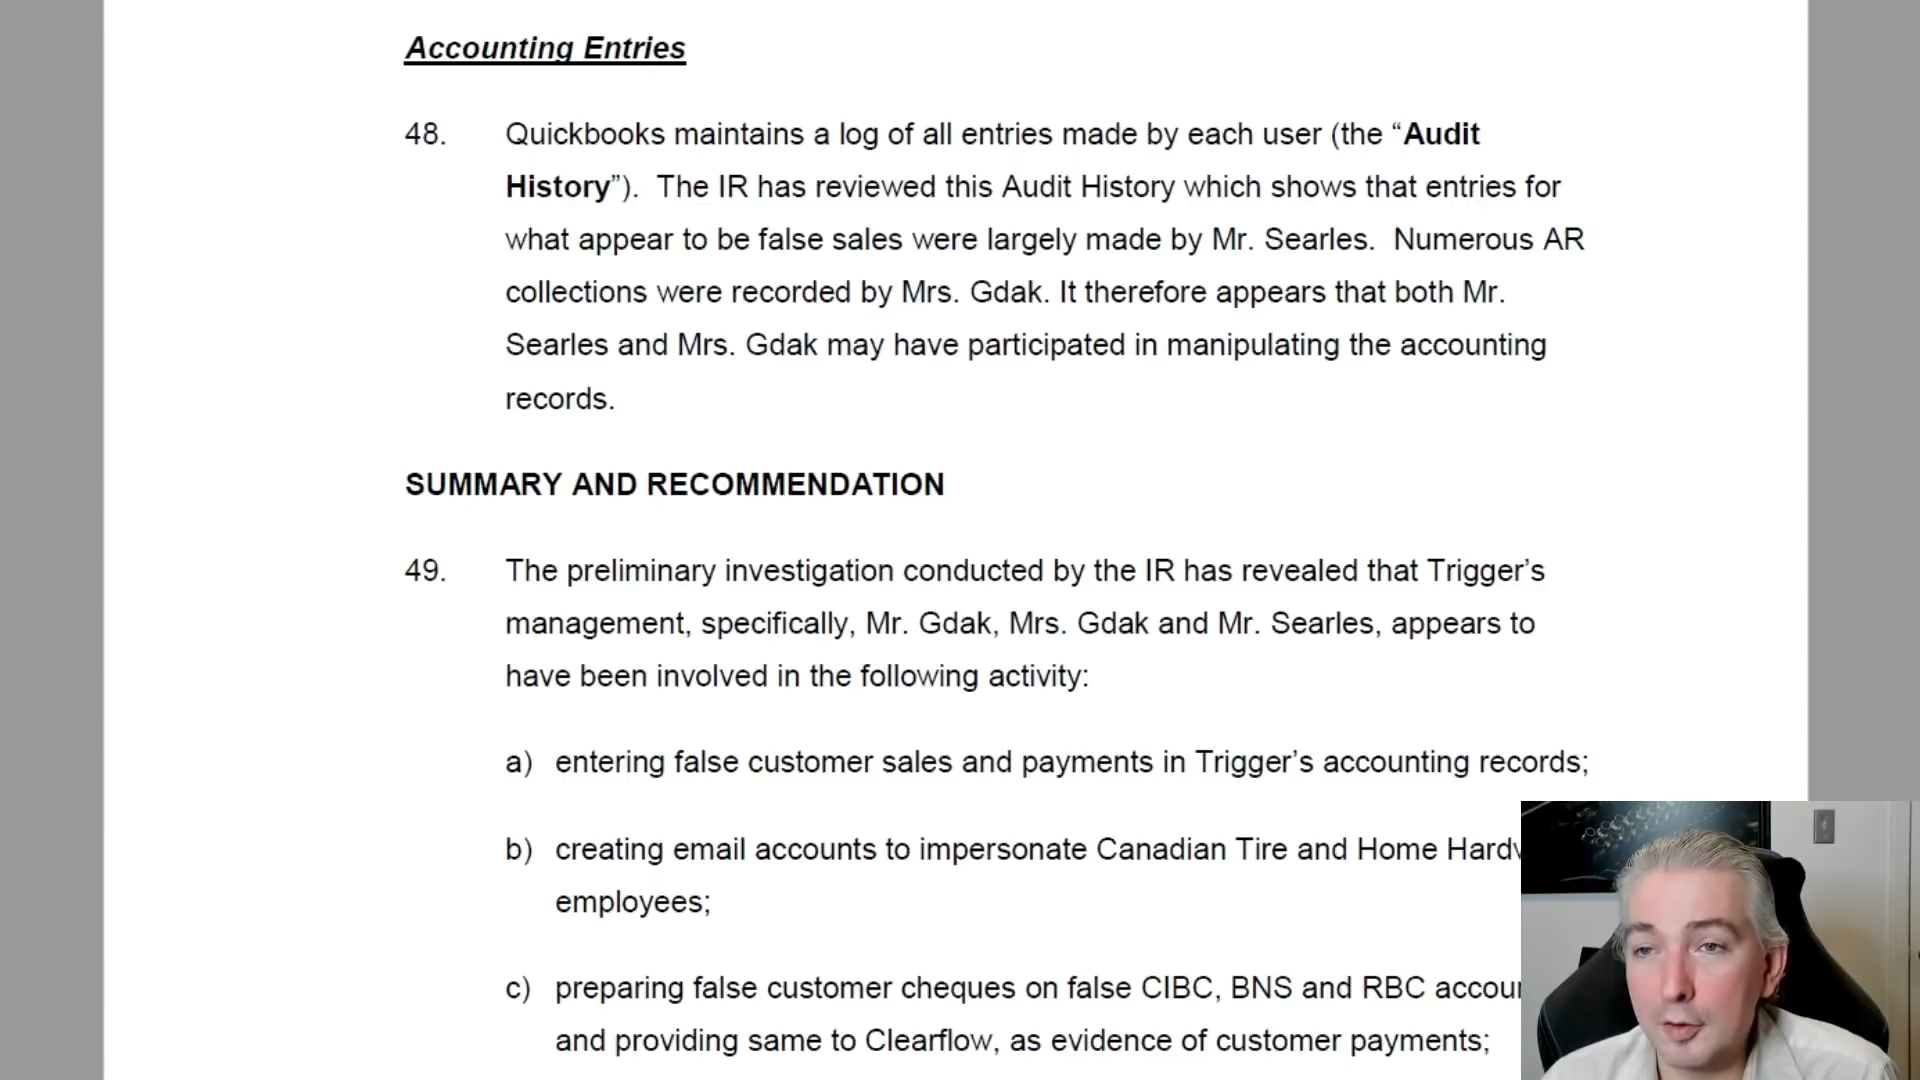 Accounting Entries
48. Quickbooks maintains a log of all entries made by each user (the “Audit
History”). The IR has reviewed this Audit History which shows that entries for
what appear to be false sales were largely made by Mr. Searles. Numerous AR
collections were recorded by Mrs. Gdak. It therefore appears that both Mr.
Searles and Mrs. Gdak may have participated in manipulating the accounting
records.
SUMMARY AND RECOMMENDATION
49. The preliminary investigation conducted by the IR has revealed that Trigger’s
management, specifically, Mr. Gdak, Mrs. Gdak and Mr. Searles, appears to
have been involved in the following activity:
a) entering false customer sales and payments in Trigger’s accounting records;
b) creating email accounts to impersonate Canadian Tire and Home
employees;
c) preparing false customer cheques on false CIBC, BNS and RBC
and providing same to Clearflow, as evidence of customer payments;